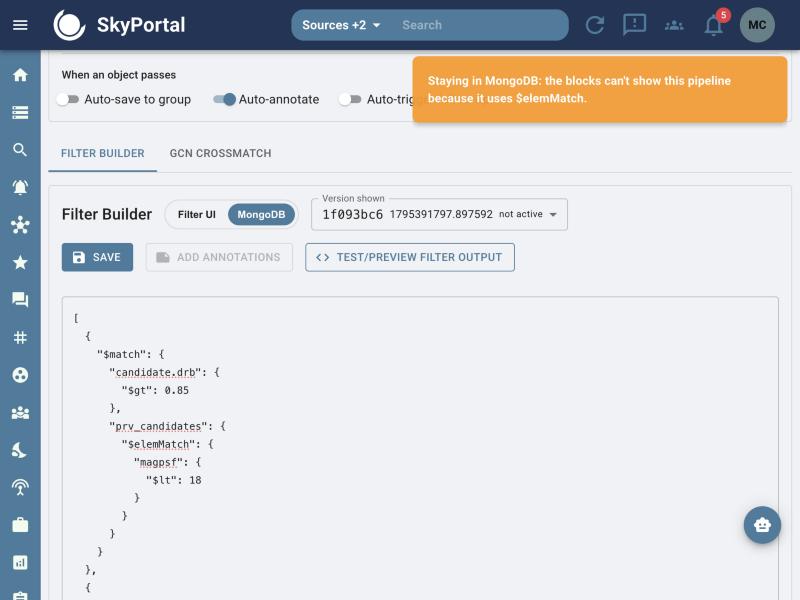 SkyPortal
Sources +2
Search
5
MC
When an object passes
Auto-save to group
Auto-annotate
Auto-trig
Staying in MongoDB: the blocks can't show this pipeline
because it uses $elemMatch.
FILTER BUILDER
GCN CROSSMATCH
Filter Builder
Filter UI
MongoDB
Version shown
1f093bc6 1795391797.897592 not active
SAVE
ADD ANNOTATIONS
<> TEST/PREVIEW FILTER OUTPUT
[
{
"$match": {
"candidate.drb": {
"$gt": 0.85
},
"prv_candidates": {
"$elemMatch": {
"magpsf": {
"$lt": 18
}
}
}
}
},
{